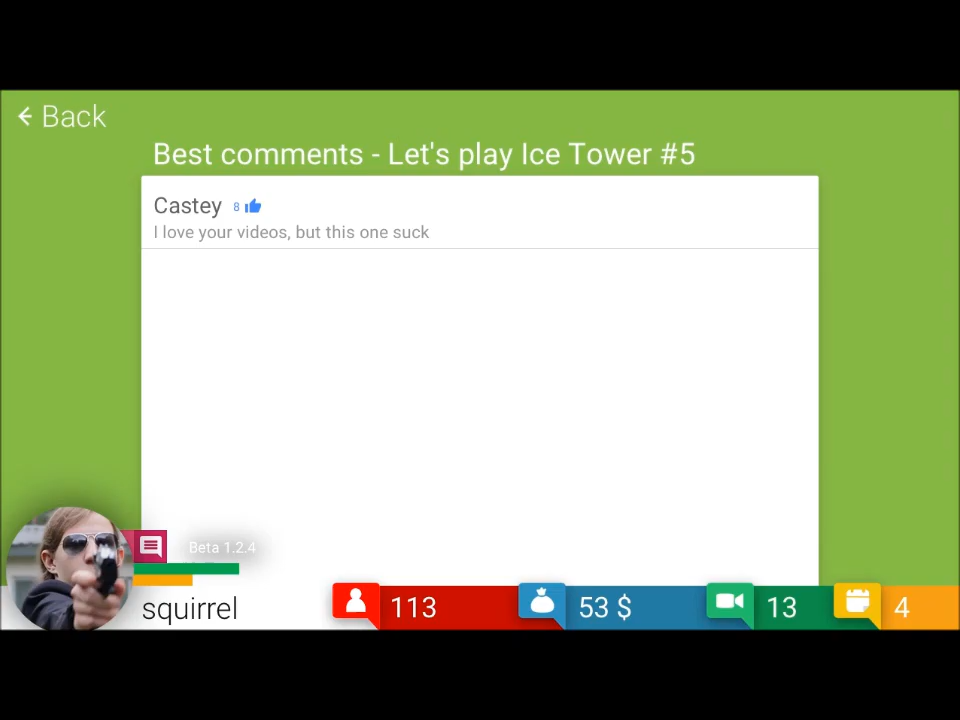 Back
Best comments - Let's play Ice Tower #5
Castey 8
I love your videos, but this one suck
Beta 1.2.4
squirrel
113
53 $
13
4